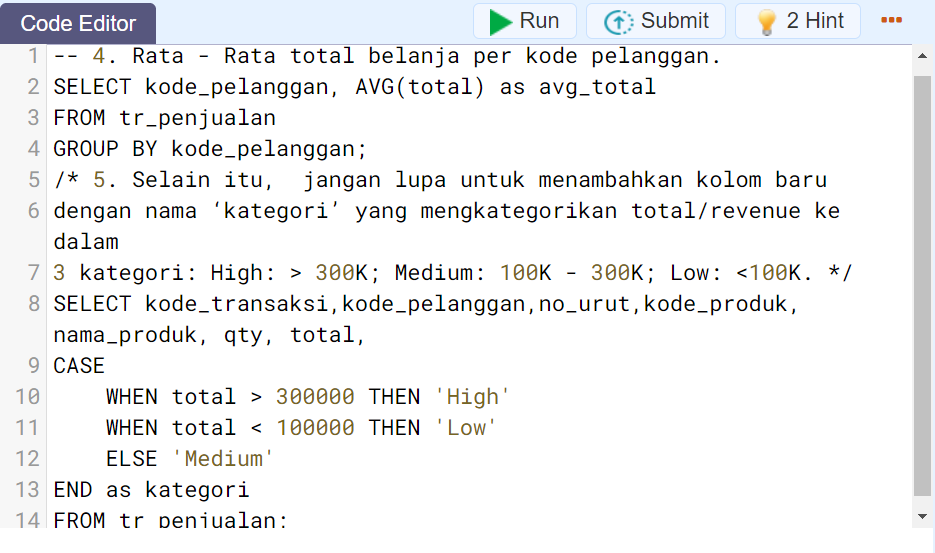 Code Editor
Run
Submit
2 Hint
1 -- 4. Rata - Rata total belanja per kode pelanggan.
2 SELECT kode_pelanggan, AVG(total) as avg_total
3 FROM tr_penjualan
4 GROUP BY kode_pelanggan;
5 /* 5. Selain itu,  jangan lupa untuk menambahkan kolom baru
6 dengan nama ‘kategori’ yang mengkategorikan total/revenue ke
dalam
7 3 kategori: High: > 300K; Medium: 100K - 300K; Low: <100K. */
8 SELECT kode_transaksi,kode_pelanggan,no_urut,kode_produk,
nama_produk, qty, total,
9 CASE
10     WHEN total > 300000 THEN 'High'
11     WHEN total < 100000 THEN 'Low'
12     ELSE 'Medium'
13 END as kategori
14 FROM tr_penjualan;